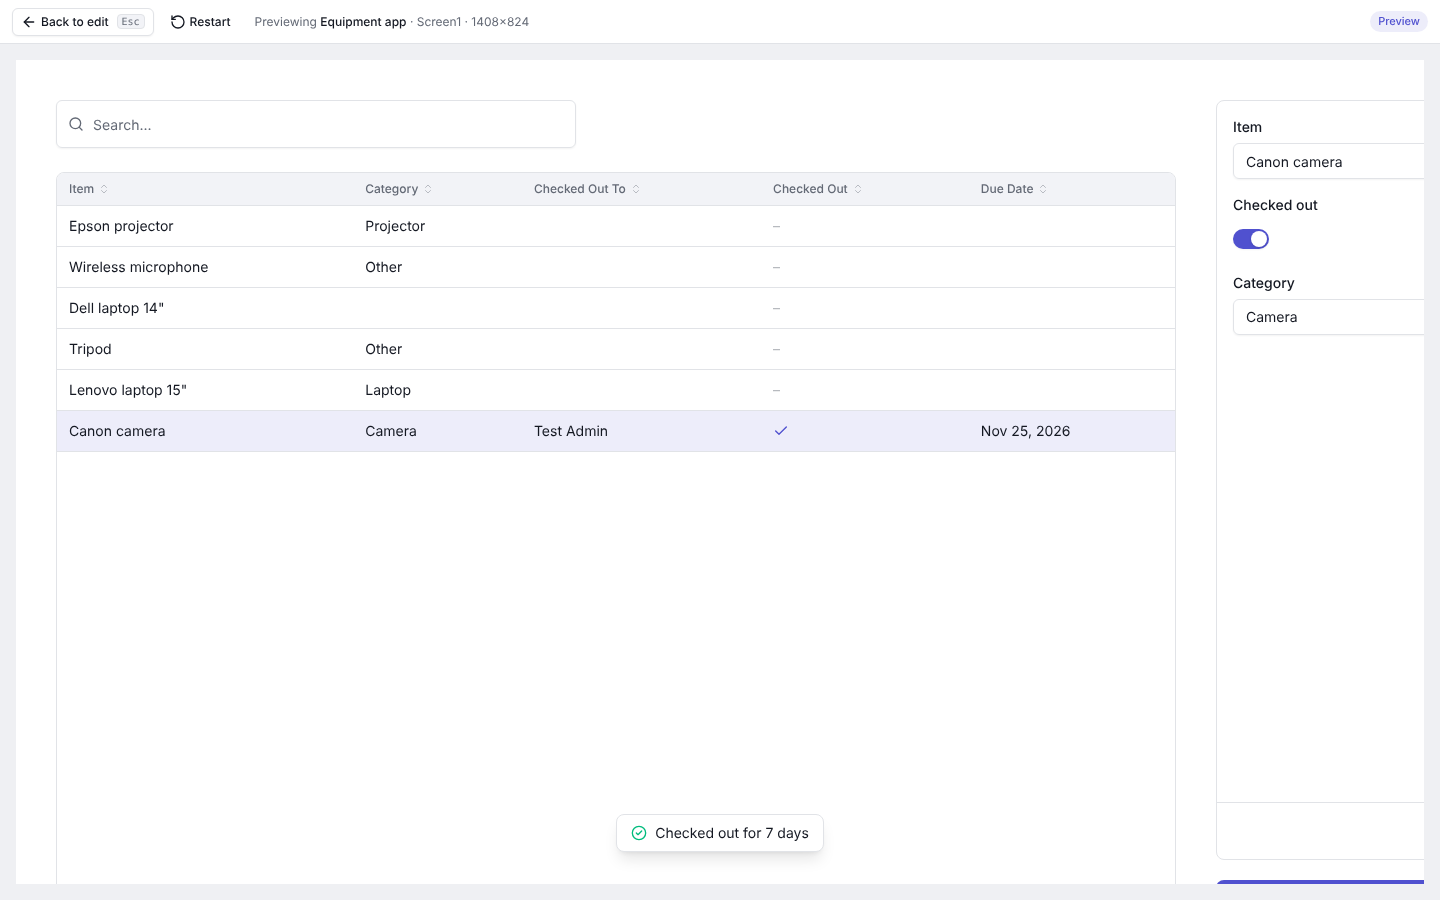 Back to edit Esc Restart Previewing Equipment app · Screen1 · 1408×824 Preview
Search...
Item Category Checked Out To Checked Out Due Date
Epson projector Projector –
Wireless microphone Other –
Dell laptop 14" –
Tripod Other –
Lenovo laptop 15" Laptop –
Canon camera Camera Test Admin Nov 25, 2026
Item
Canon camera
Checked out
Category
Camera
Checked out for 7 days